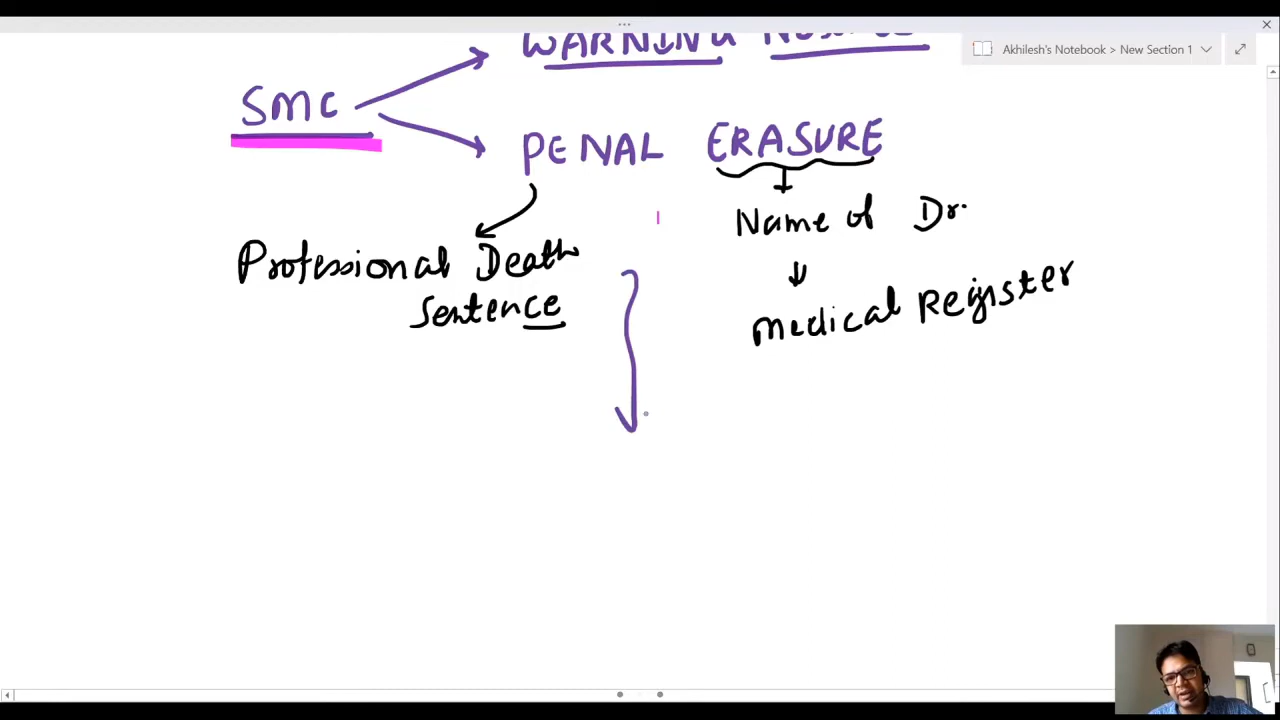 WARNING
Akhilesh's Notebook > New Section 1
SMC
PENAL ERASURE
Name of Dr.
Professional Death
Sentence
Medical Register